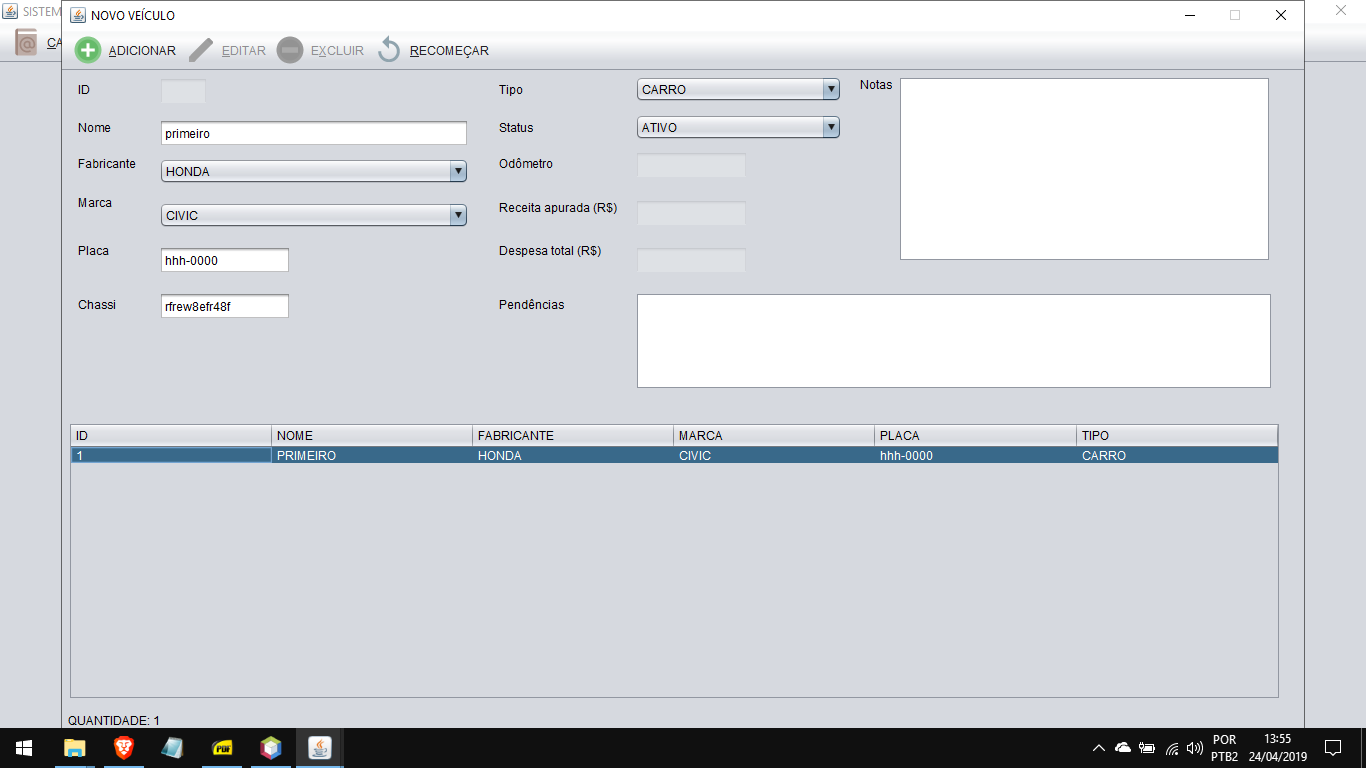 SISTEM
NOVO VEÍCULO
CA
ADICIONAR EDITAR EXCLUIR RECOMEÇAR
ID
Tipo CARRO
Notas
Nome primeiro
Status ATIVO
Fabricante HONDA
Odômetro
Marca CIVIC
Receita apurada (R$)
Placa hhh-0000
Despesa total (R$)
Chassi rfrew8efr48f
Pendências
ID NOME FABRICANTE MARCA PLACA TIPO
1 PRIMEIRO HONDA CIVIC hhh-0000 CARRO
QUANTIDADE: 1
PDF
POR
PTB2
13:55
24/04/2019